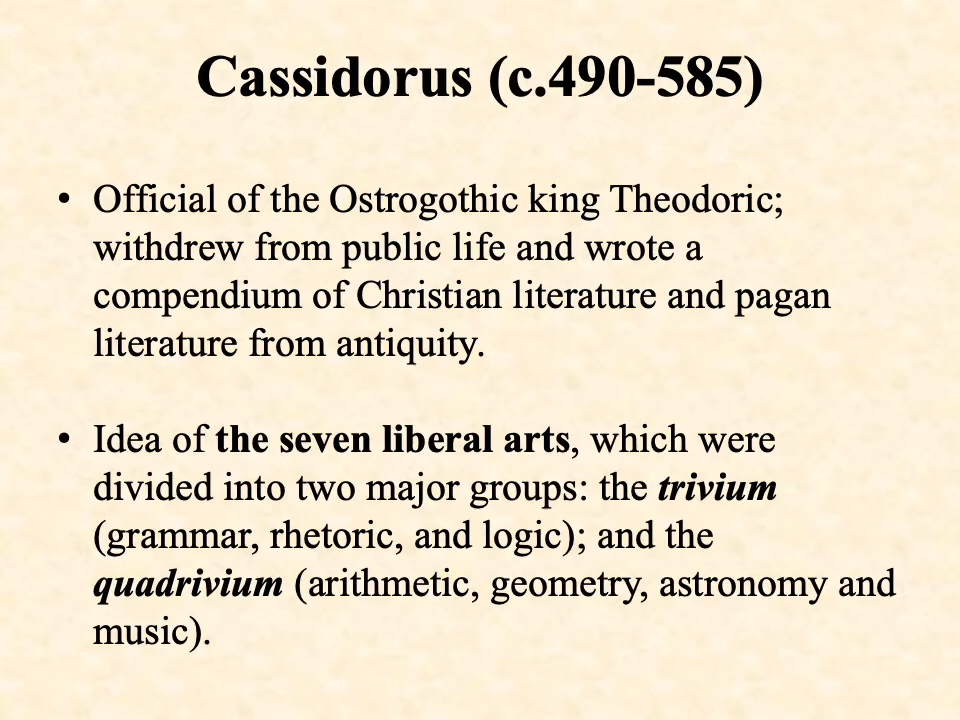 Cassidorus (c.490-585)
• Official of the Ostrogothic king Theodoric;
withdrew from public life and wrote a
compendium of Christian literature and pagan
literature from antiquity.
• Idea of the seven liberal arts, which were
divided into two major groups: the trivium
(grammar, rhetoric, and logic); and the
quadrivium (arithmetic, geometry, astronomy and
music).